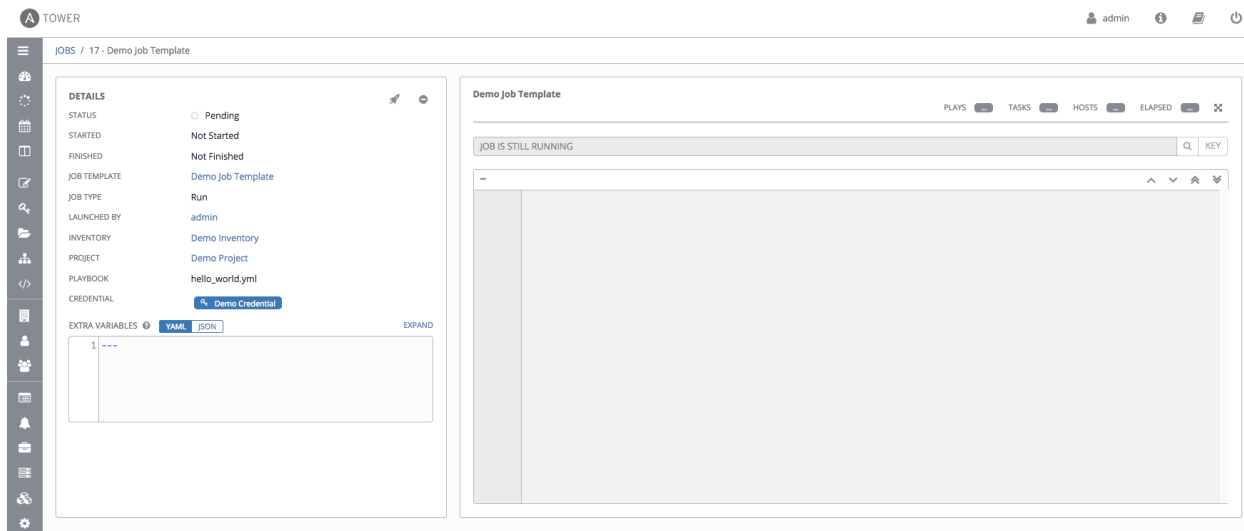 A TOWER
admin
JOBS / 17 - Demo Job Template
DETAILS
STATUS Pending
STARTED Not Started
FINISHED Not Finished
JOB TEMPLATE Demo Job Template
JOB TYPE Run
LAUNCHED BY admin
INVENTORY Demo Inventory
PROJECT Demo Project
PLAYBOOK hello_world.yml
CREDENTIAL Demo Credential
EXTRA VARIABLES YAML JSON EXPAND
1 ---
Demo Job Template
PLAYS ... TASKS ... HOSTS ... ELAPSED ...
JOB IS STILL RUNNING KEY